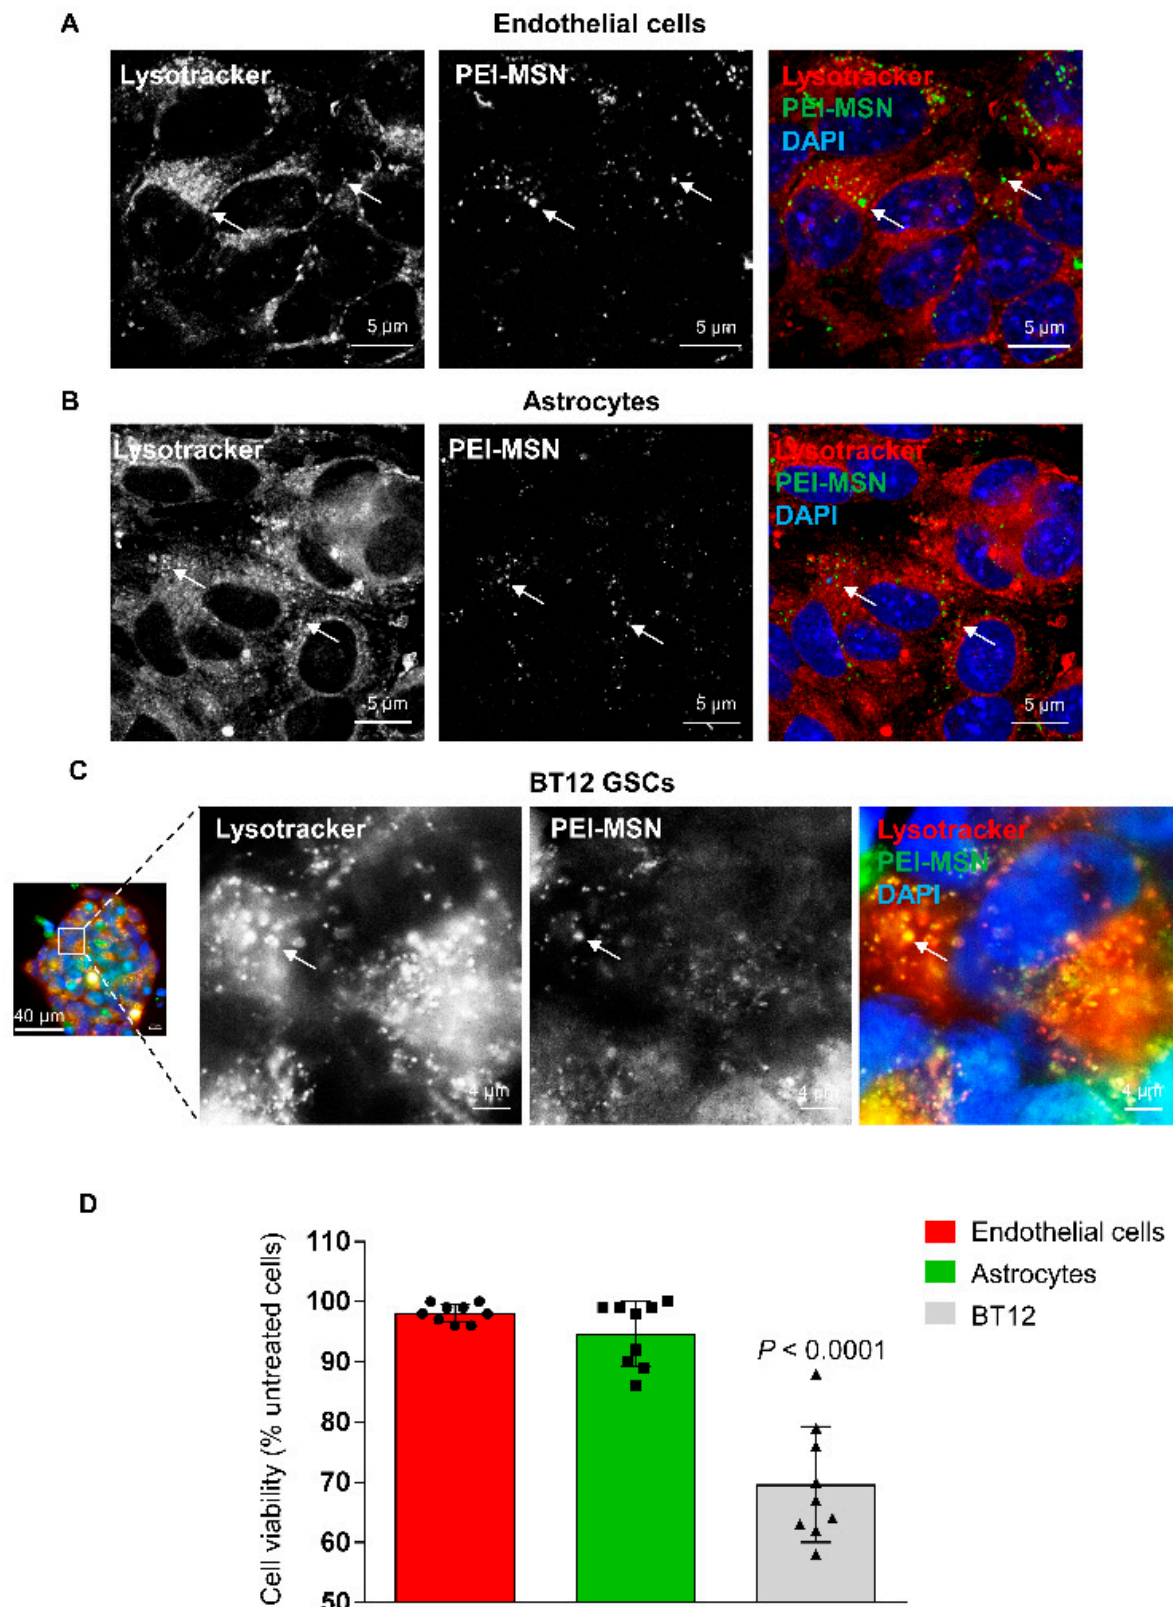 A
Endothelial cells
Lysotracker
PEI-MSN
Lysotracker
PEI-MSN
DAPI
5 µm
5 µm
5 µm
B
Astrocytes
Lysotracker
PEI-MSN
Lysotracker
PEI-MSN
DAPI
5 µm
5 µm
5 µm
C
BT12 GSCs
Lysotracker
PEI-MSN
Lysotracker
PEI-MSN
DAPI
40 µm
4 µm
4 µm
4 µm
D
Cell viability (% untreated cells)
110
100
90
80
70
60
50
P < 0.0001
Endothelial cells
Astrocytes
BT12